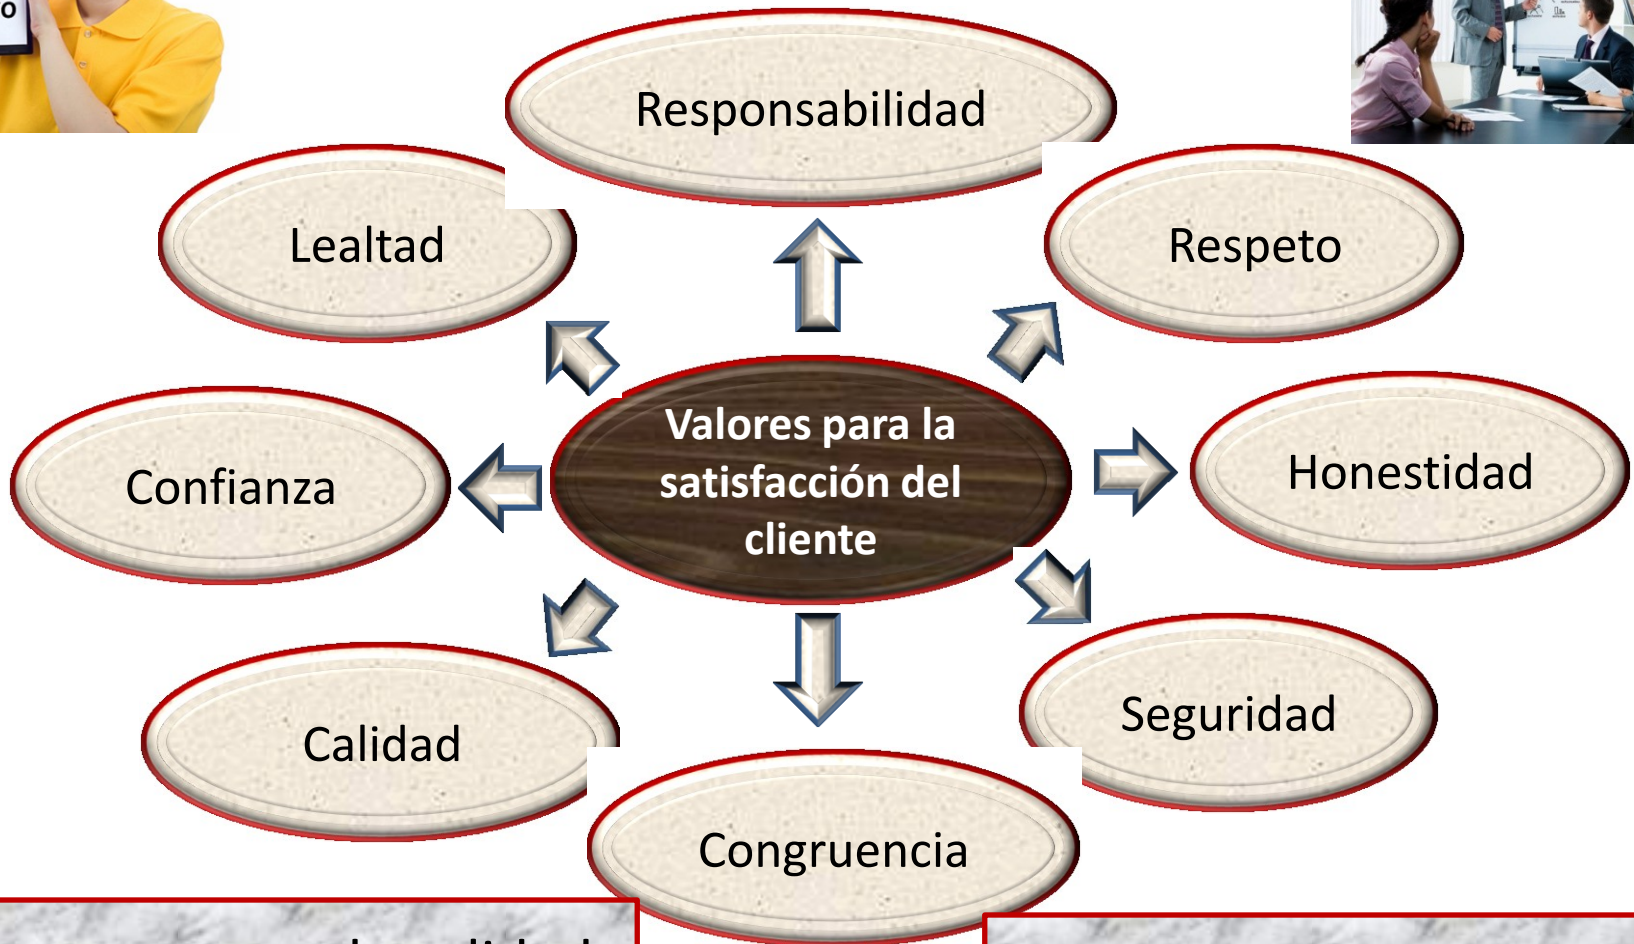 Responsabilidad
Lealtad
Respeto
Valores para la
satisfacción del
cliente
Confianza
Honestidad
Calidad
Seguridad
Congruencia